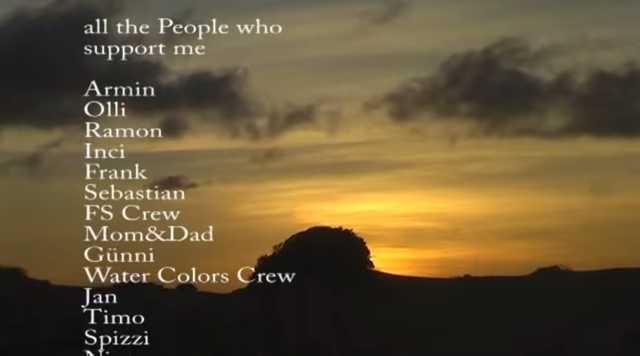 all the People who
support me
Armin
Olli
Ramon
Inci
Frank
Sebastian
FS Crew
Mom&Dad
Günni
Water Colors Crew
Jan
Timo
Spizzi